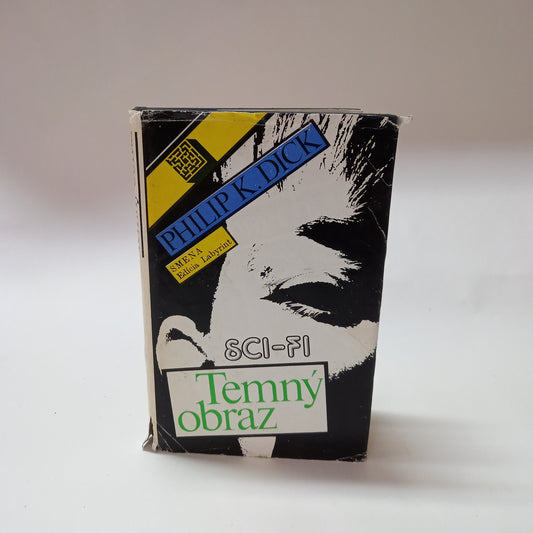 PHILIP K. DICK
SMENA
Edícia Labyrint
SCI-FI
Temný
obraz